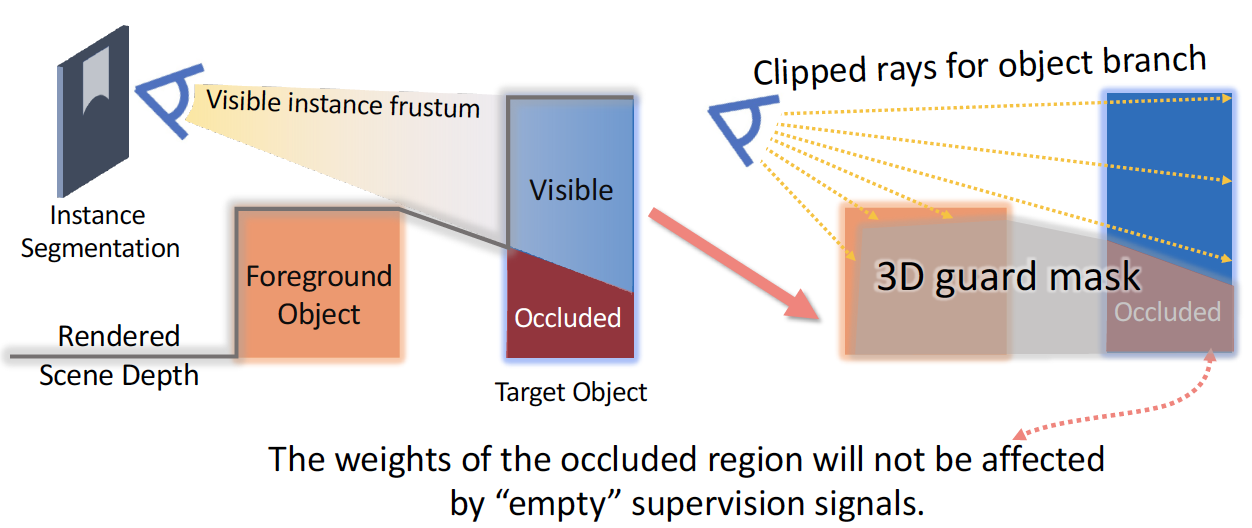 Visible instance frustum
Instance
Segmentation
Foreground
Object
Visible
Occluded
Rendered
Scene Depth
Target Object
Clipped rays for object branch
3D guard mask
Occluded
The weights of the occluded region will not be affected
by “empty” supervision signals.